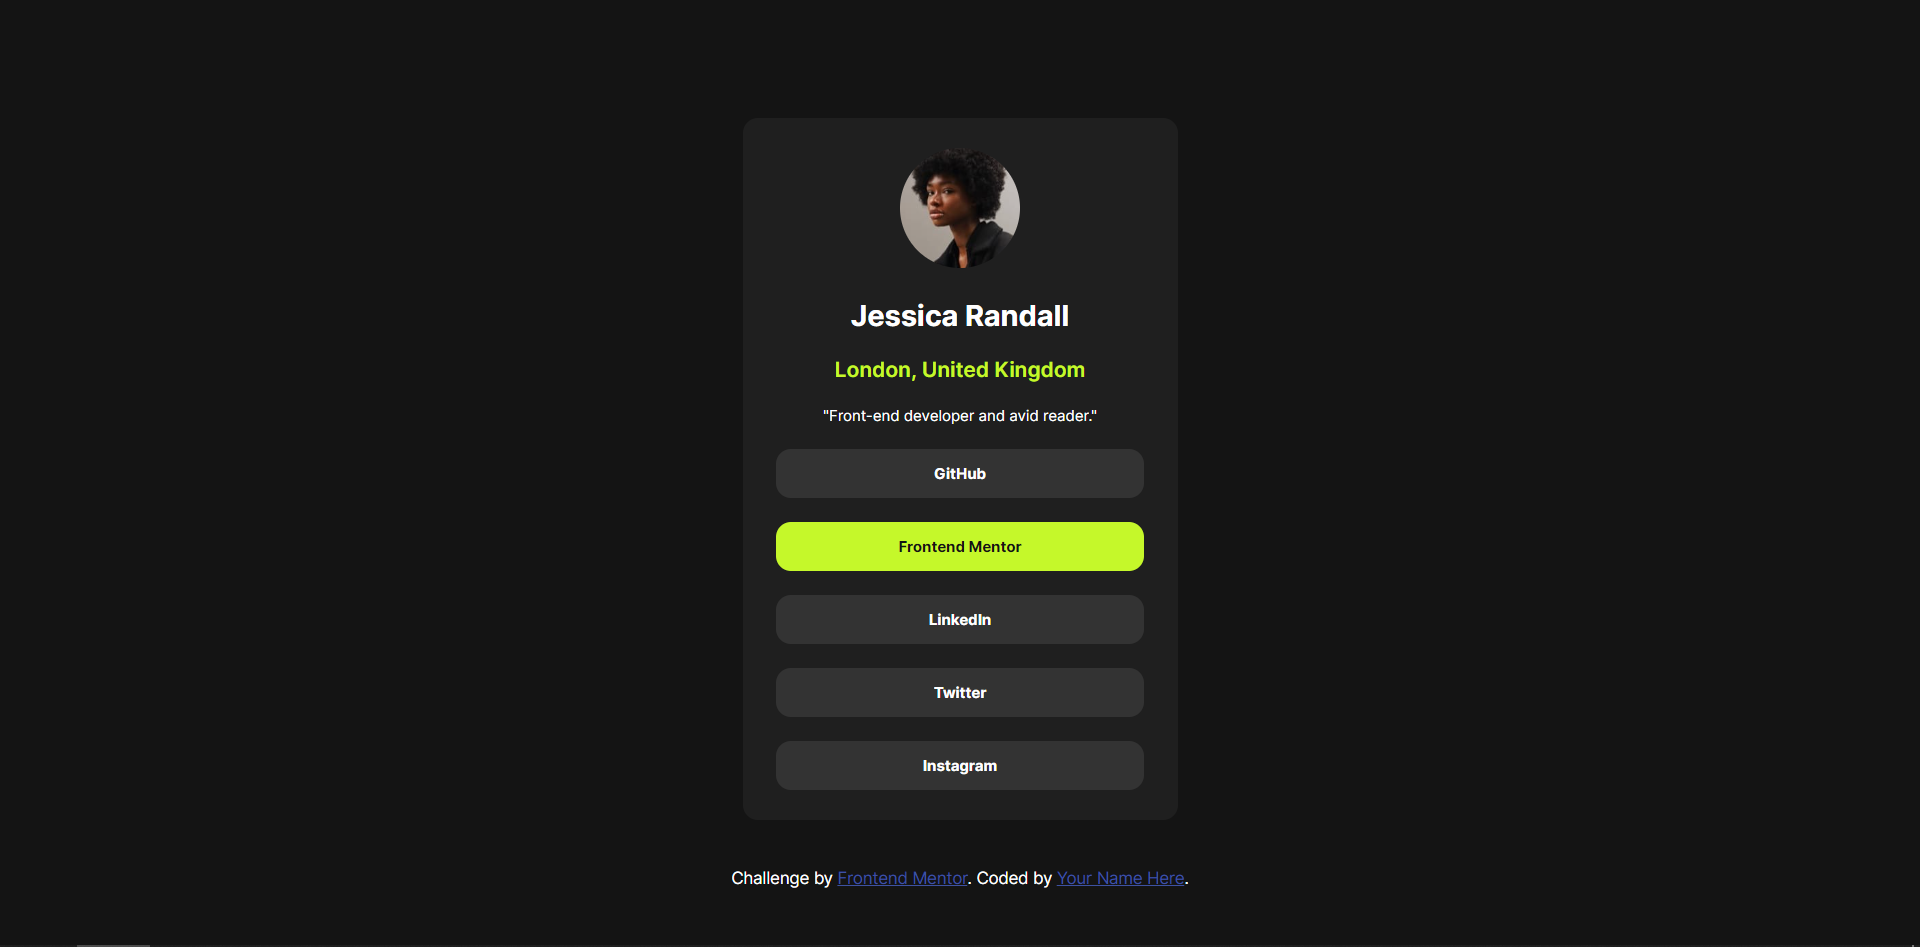 Jessica Randall
London, United Kingdom
"Front-end developer and avid reader."
GitHub
Frontend Mentor
LinkedIn
Twitter
Instagram
Challenge by Frontend Mentor. Coded by Your Name Here.